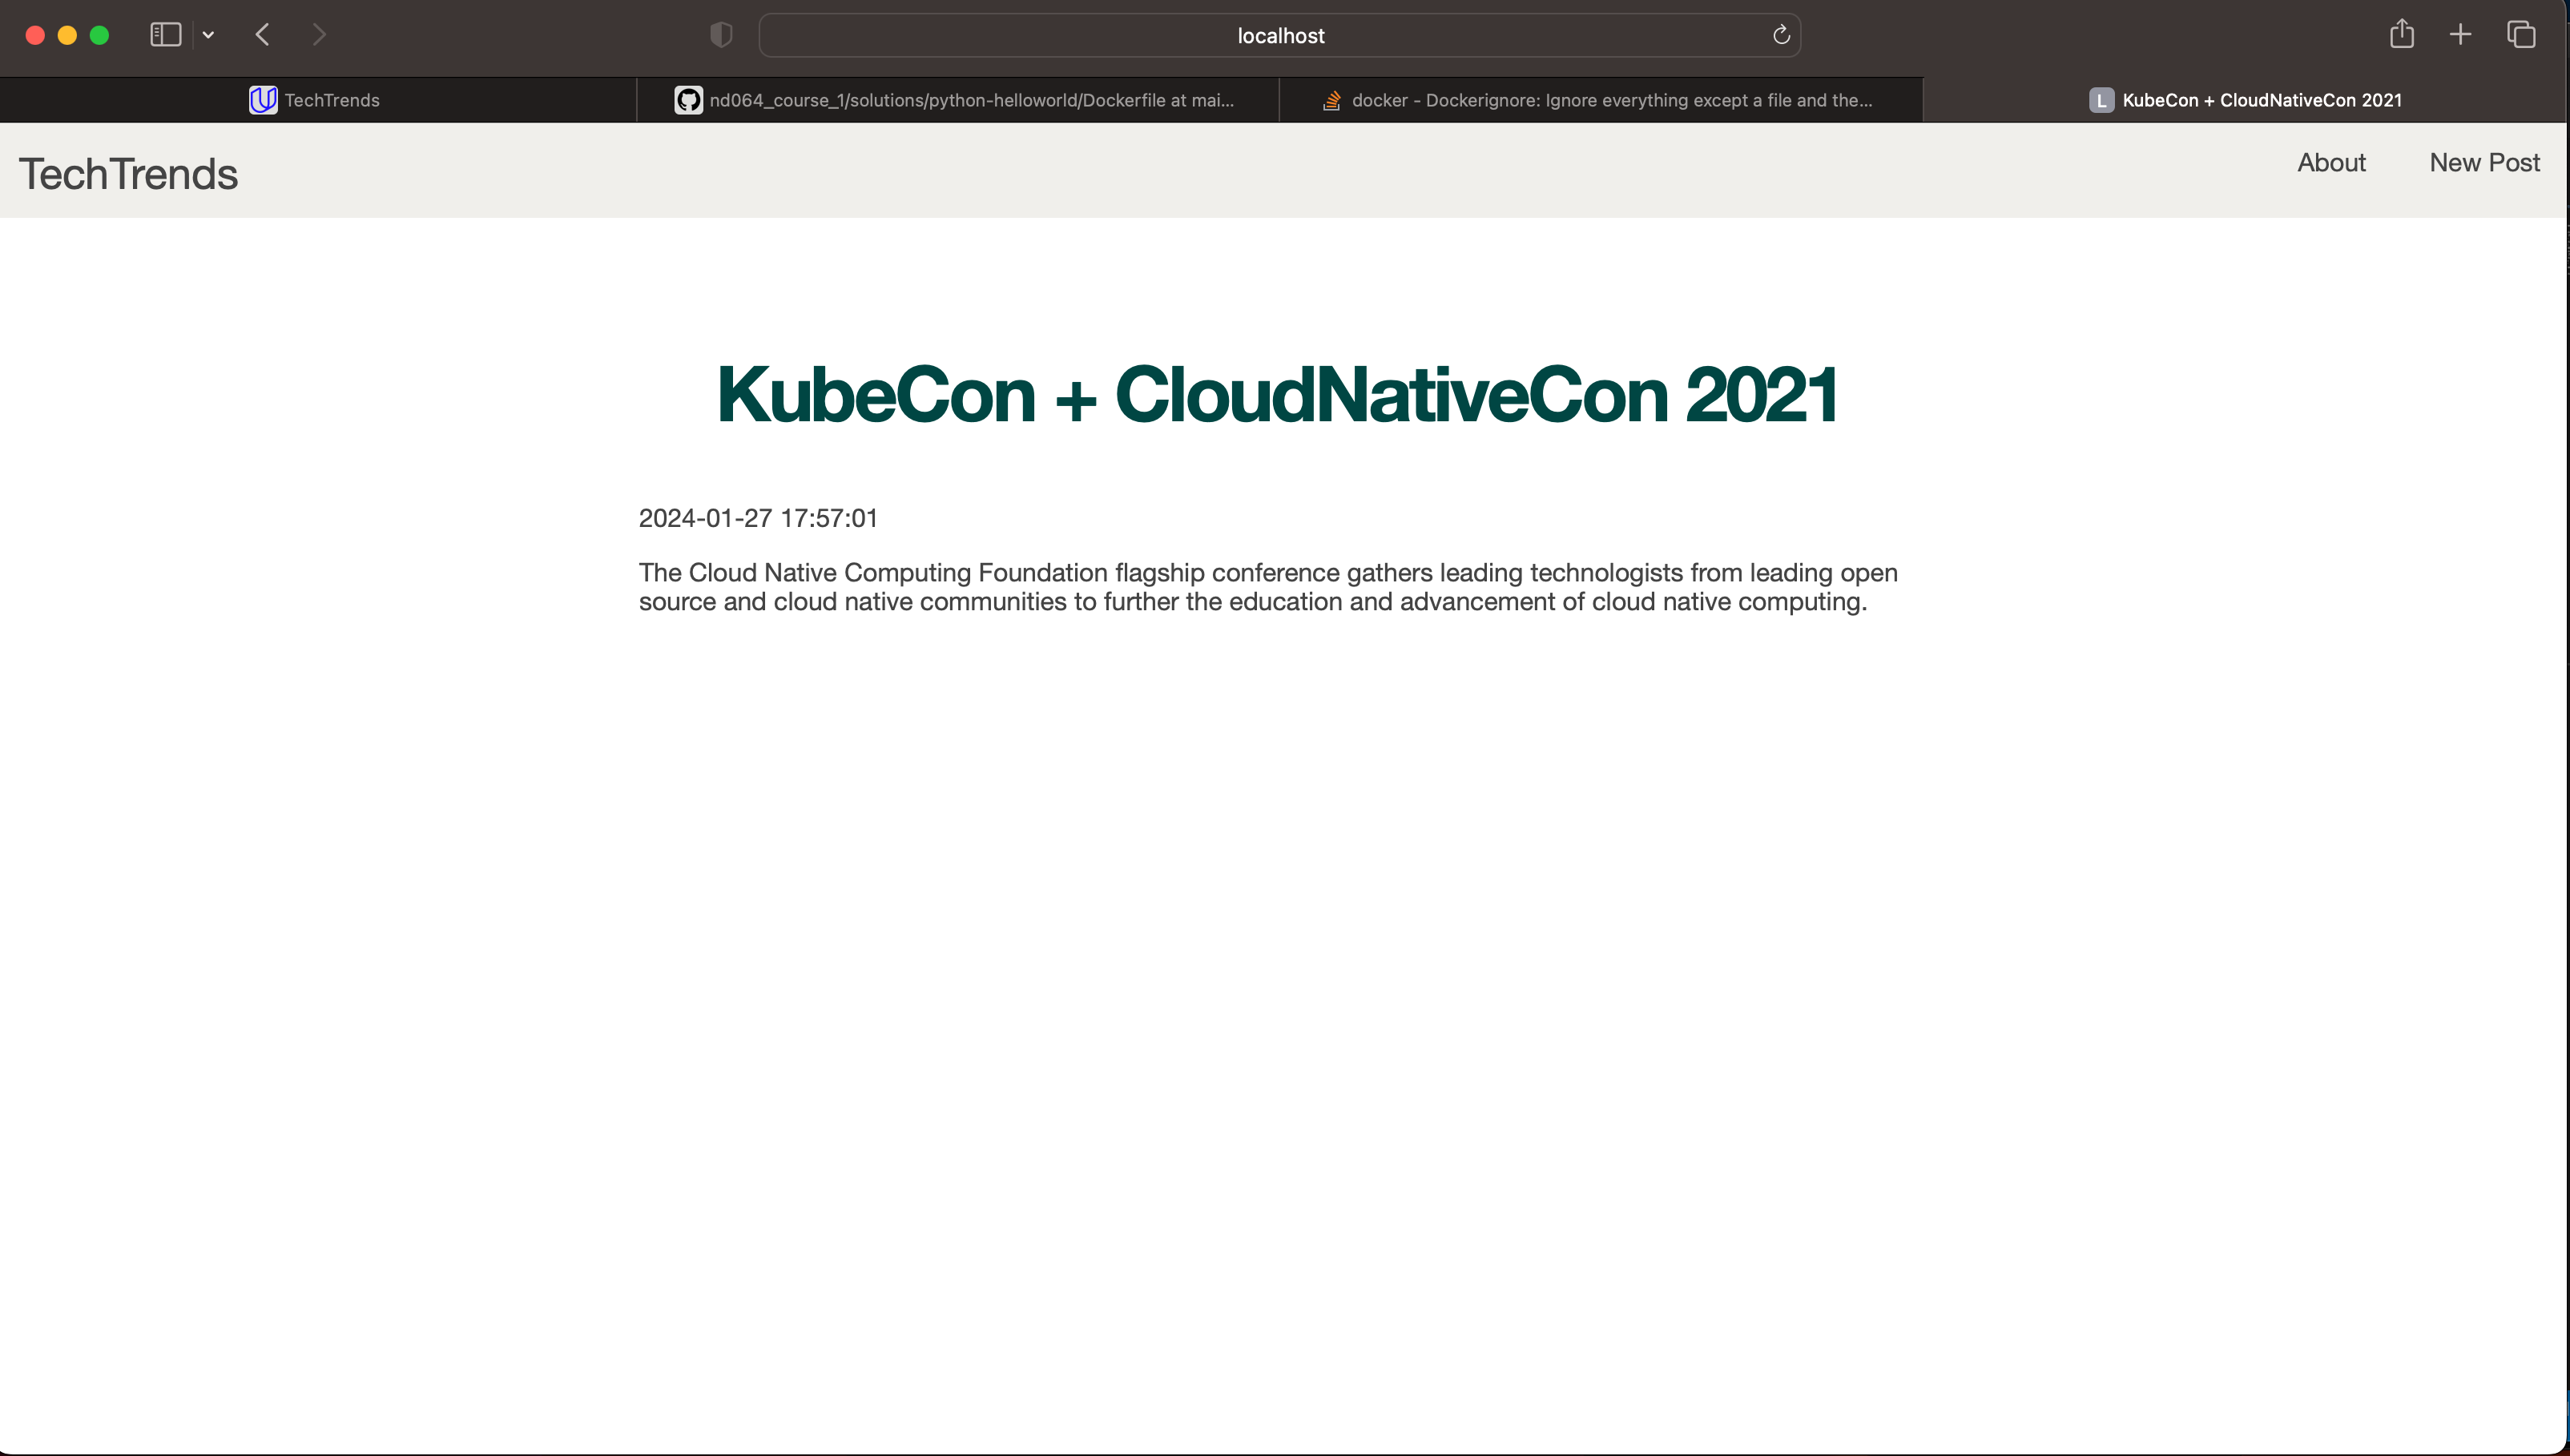 localhost
TechTrends
nd064_course_1/solutions/python-helloworld/Dockerfile at mai...
docker - Dockerignore: Ignore everything except a file and the...
L KubeCon + CloudNativeCon 2021
TechTrends
About
New Post
KubeCon + CloudNativeCon 2021
2024-01-27 17:57:01
The Cloud Native Computing Foundation flagship conference gathers leading technologists from leading open
source and cloud native communities to further the education and advancement of cloud native computing.